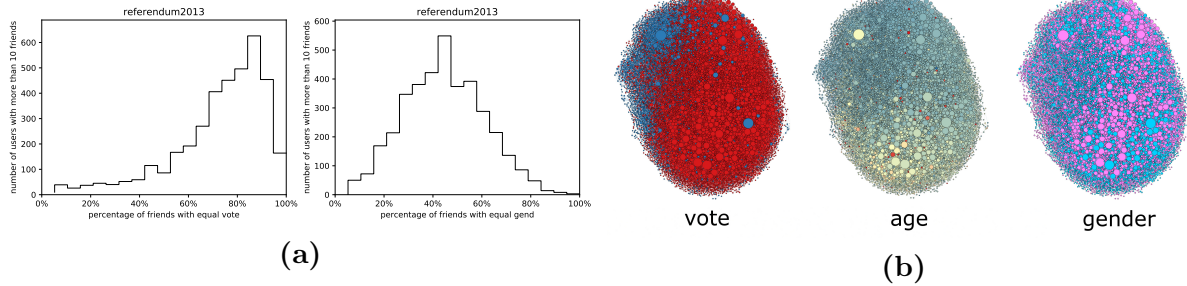 referendum2013
number of users with more than 10 friends
600
500
400
300
200
100
0
0%
20%
40%
60%
80%
100%
percentage of friends with equal vote
referendum2013
number of users with more than 10 friends
600
500
400
300
200
100
0
0%
20%
40%
60%
80%
100%
percentage of friends with equal gend
(a)
vote
age
gender
(b)